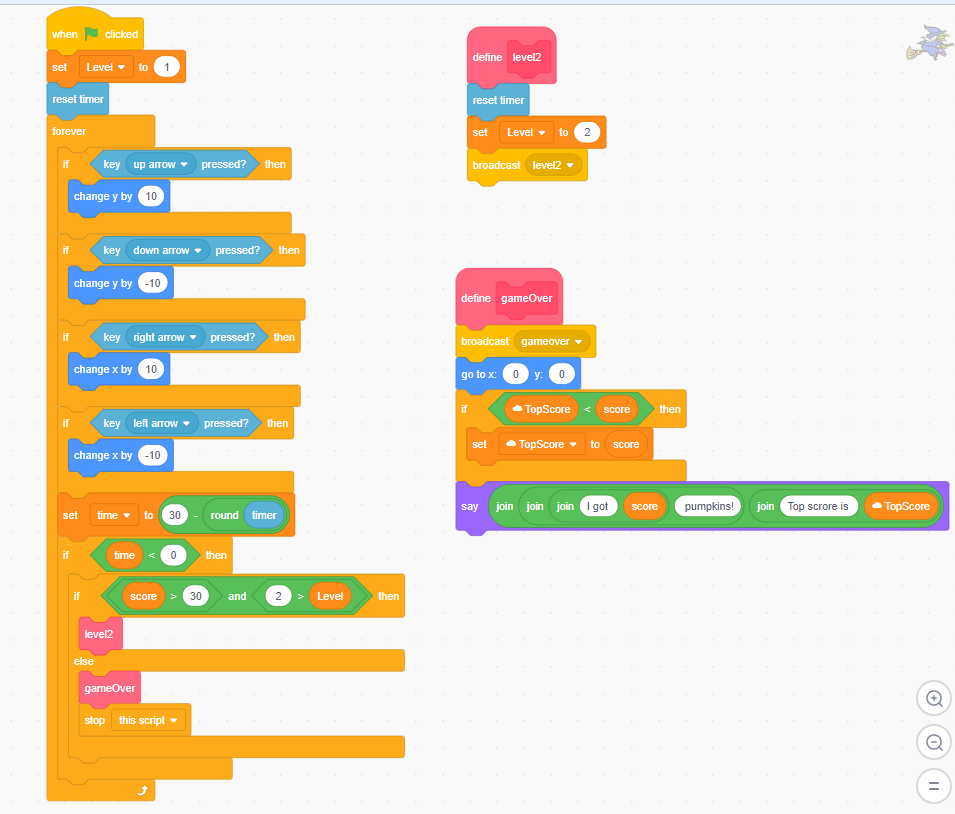 when clicked
set Level to 1
reset timer
forever
if key up arrow pressed? then
change y by 10
if key down arrow pressed? then
change y by -10
if key right arrow pressed? then
change x by 10
if key left arrow pressed? then
change x by -10
set time to 30 - round timer
if time < 0 then
if score > 30 and 2 > Level then
level2
else
gameOver
stop this script
define level2
reset timer
set Level to 2
broadcast level2
define gameOver
broadcast gameover
go to x: 0 y: 0
if TopScore < score then
set TopScore to score
say join join join I got score pumpkins! join Top scrore is TopScore